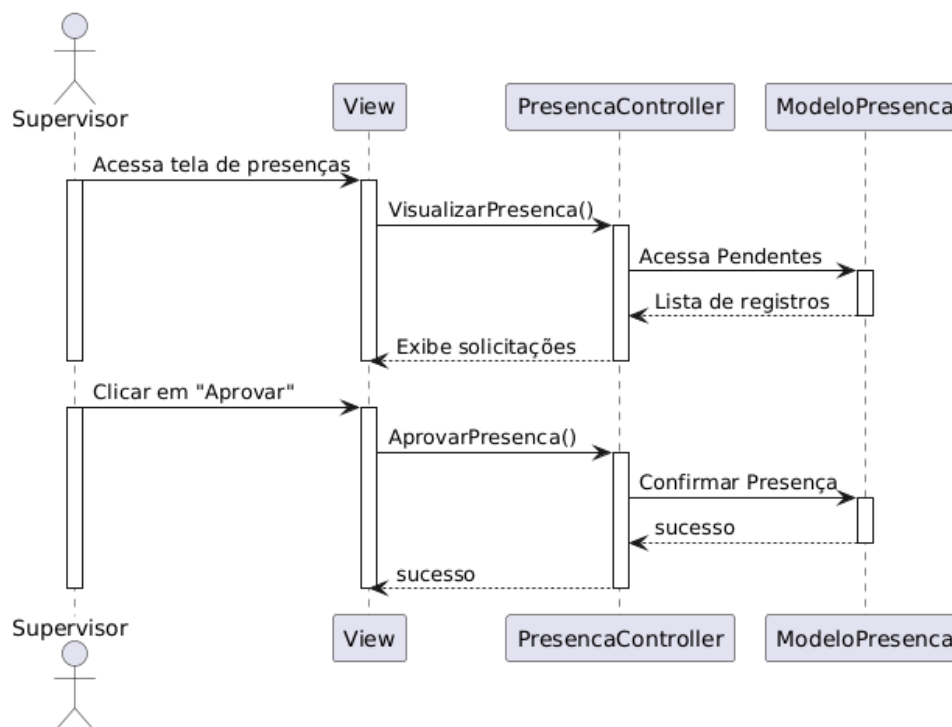 Supervisor
View
PresencaController
ModeloPresenca
Acessa tela de presenças
VisualizarPresenca()
Acessa Pendentes
Lista de registros
Exibe solicitações
Clicar em "Aprovar"
AprovarPresenca()
Confirmar Presença
sucesso
sucesso
Supervisor
View
PresencaController
ModeloPresenca